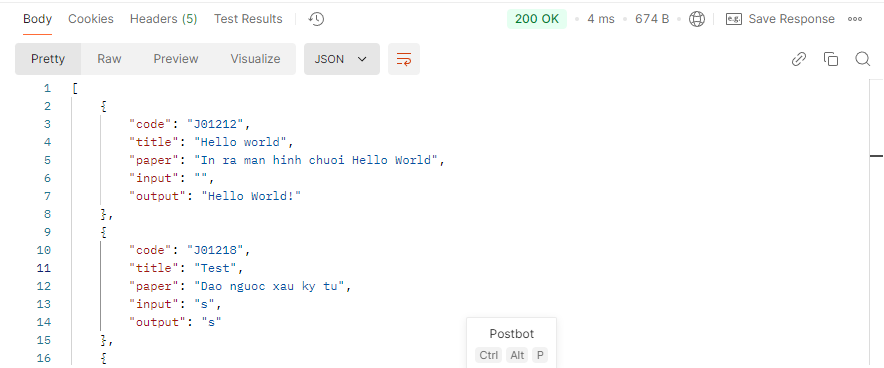 Body Cookies Headers (5) Test Results 200 OK 4 ms 674 B e.g. Save Response
Pretty Raw Preview Visualize JSON
1 [
2 {
3 "code": "J01212",
4 "title": "Hello world",
5 "paper": "In ra man hinh chuoi Hello World",
6 "input": "",
7 "output": "Hello World!"
8 },
9 {
10 "code": "J01218",
11 "title": "Test",
12 "paper": "Dao nguoc xau ky tu",
13 "input": "s",
14 "output": "s"
15 },
16 {
Postbot
Ctrl Alt P